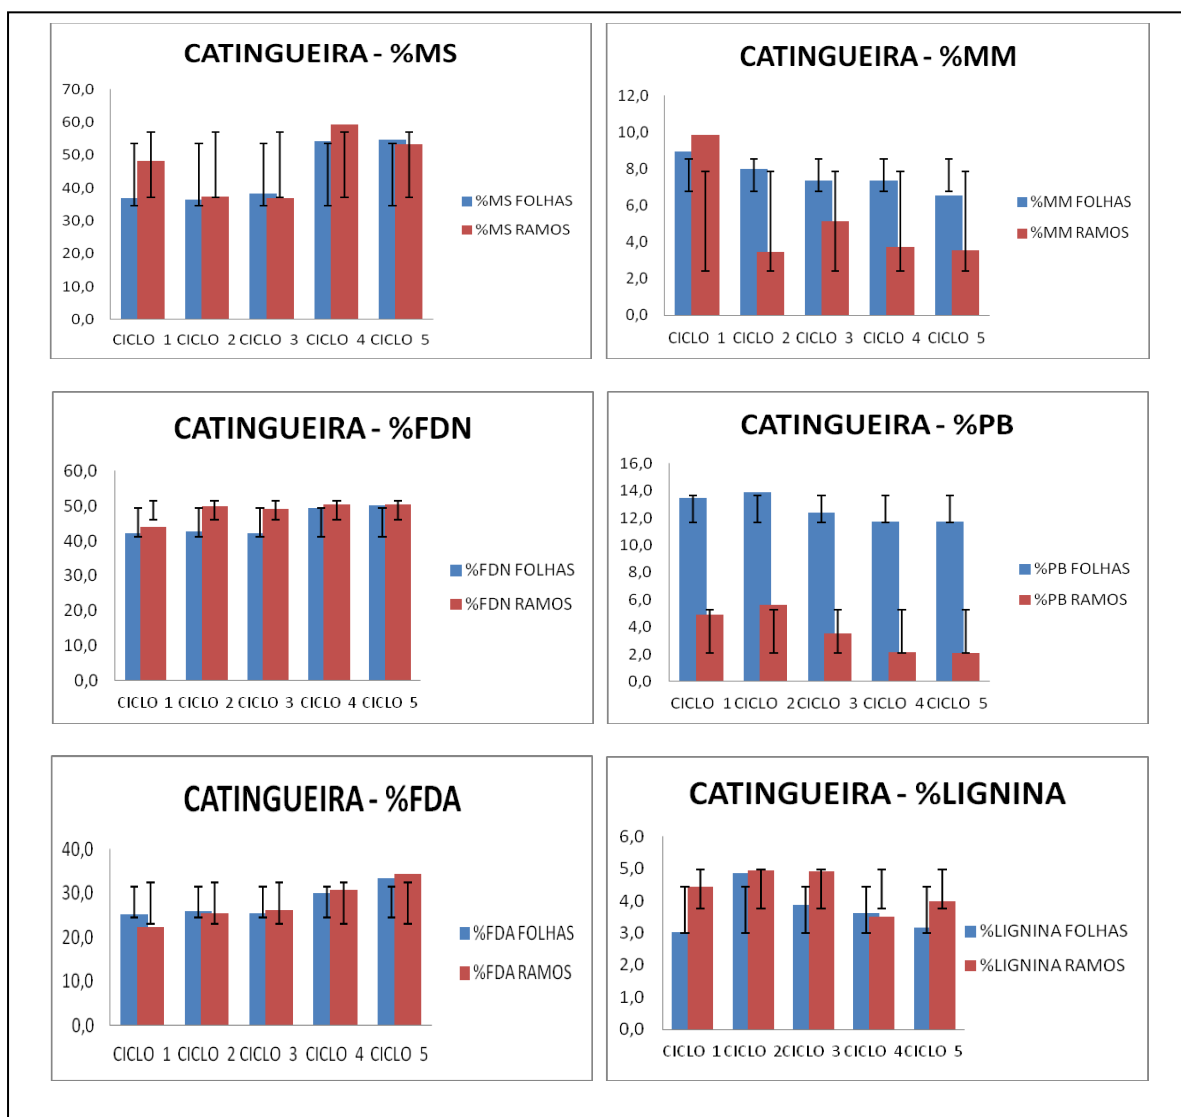 CATINGUEIRA - %MS
70,0
60,0
50,0
40,0
30,0
20,0
10,0
0,0
CICLO 1 CICLO 2 CICLO 3 CICLO 4 CICLO 5
%MS FOLHAS
%MS RAMOS
CATINGUEIRA - %MM
12,0
10,0
8,0
6,0
4,0
2,0
0,0
CICLO 1 CICLO 2 CICLO 3 CICLO 4 CICLO 5
%MM FOLHAS
%MM RAMOS
CATINGUEIRA - %FDN
60,0
50,0
40,0
30,0
20,0
10,0
0,0
CICLO 1 CICLO 2 CICLO 3 CICLO 4 CICLO 5
%FDN FOLHAS
%FDN RAMOS
CATINGUEIRA - %PB
16,0
14,0
12,0
10,0
8,0
6,0
4,0
2,0
0,0
CICLO 1 CICLO 2 CICLO 3 CICLO 4 CICLO 5
%PB FOLHAS
%PB RAMOS
CATINGUEIRA - %FDA
40,0
30,0
20,0
10,0
0,0
CICLO 1 CICLO 2 CICLO 3 CICLO 4 CICLO 5
%FDA FOLHAS
%FDA RAMOS
CATINGUEIRA - %LIGNINA
6,0
5,0
4,0
3,0
2,0
1,0
0,0
CICLO 1 CICLO 2 CICLO 3 CICLO 4 CICLO 5
%LIGNINA FOLHAS
%LIGNINA RAMOS